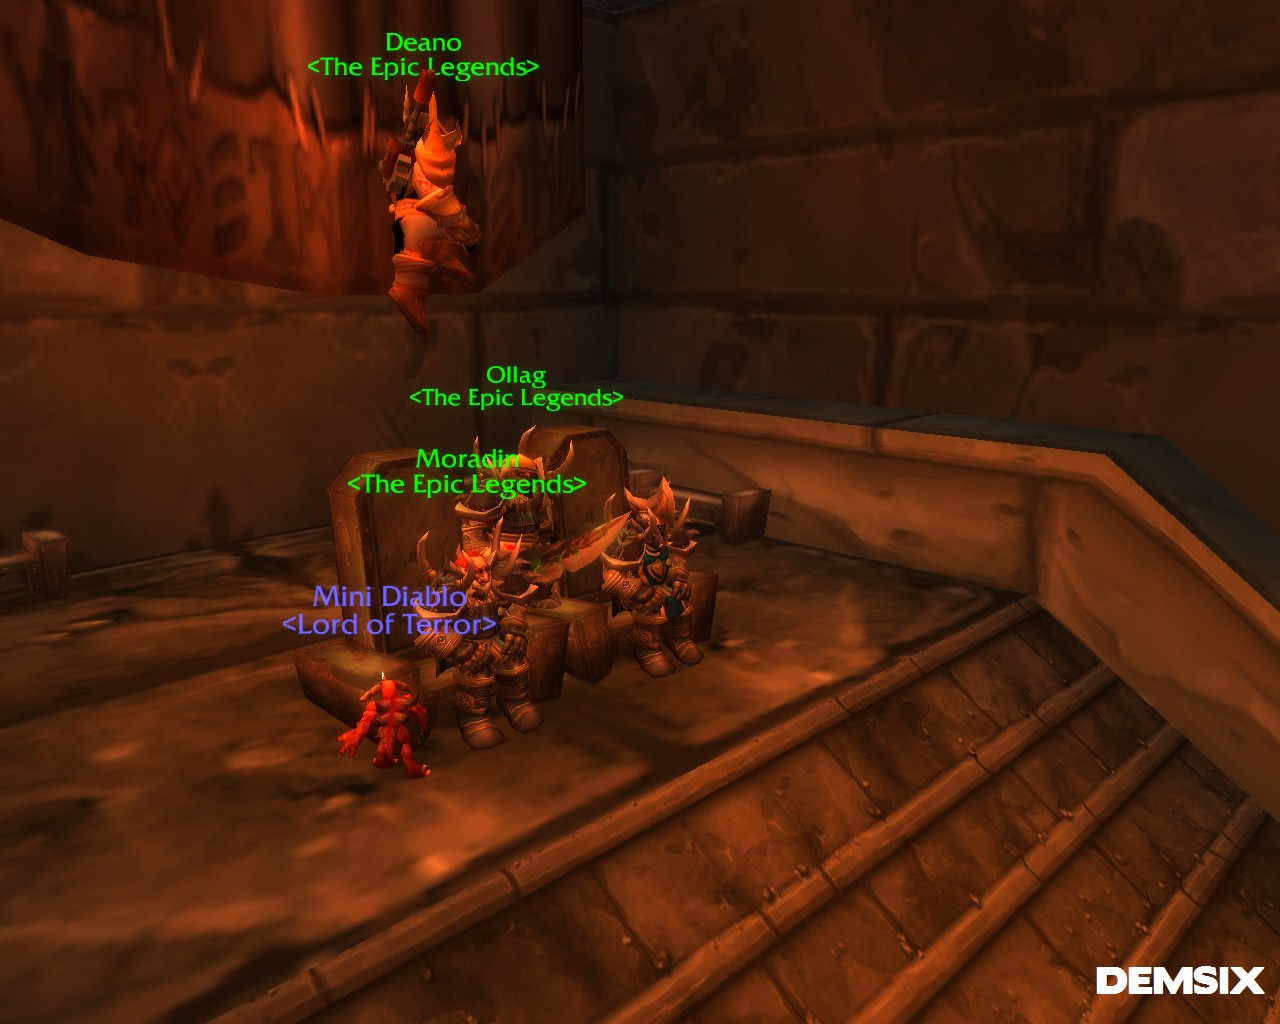 Deano
<The Epic Legends>
Ollag
<The Epic Legends>
Moradin
<The Epic Legends>
Mini Diablo
<Lord of Terror>
DEMSIX